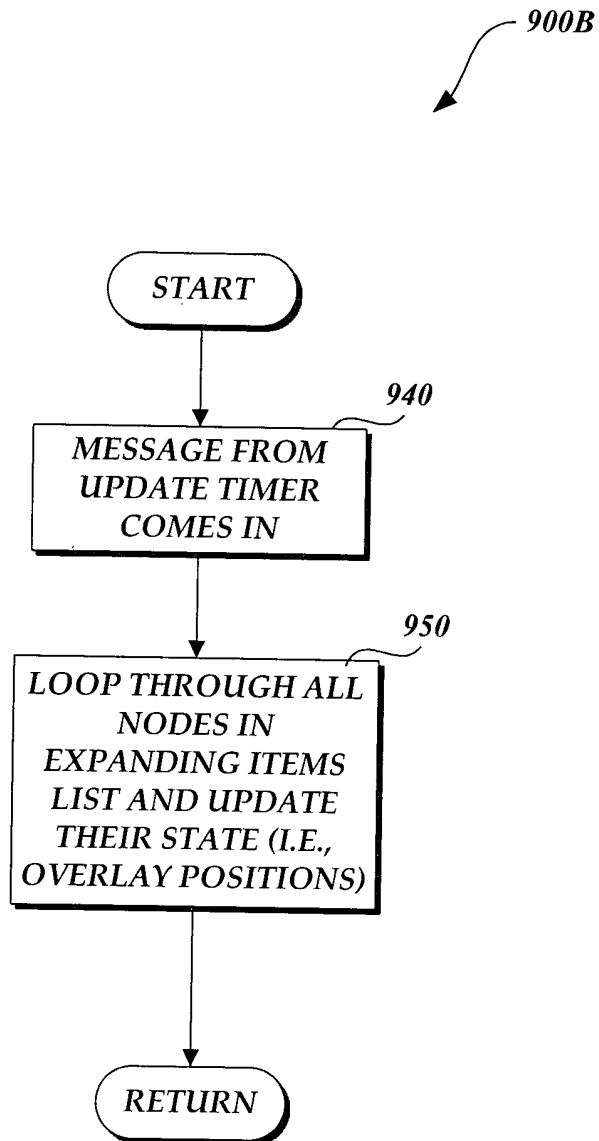 900B
START
940
MESSAGE FROM
UPDATE TIMER
COMES IN
950
LOOP THROUGH ALL
NODES IN
EXPANDING ITEMS
LIST AND UPDATE
THEIR STATE (I.E.,
OVERLAY POSITIONS)
RETURN